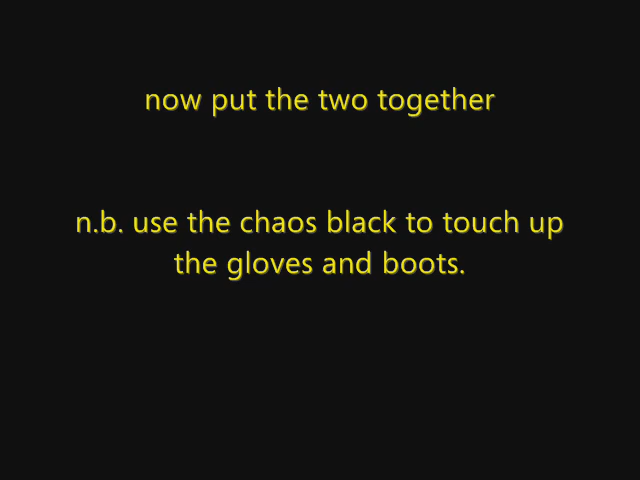 now put the two together
n.b. use the chaos black to touch up
the gloves and boots.